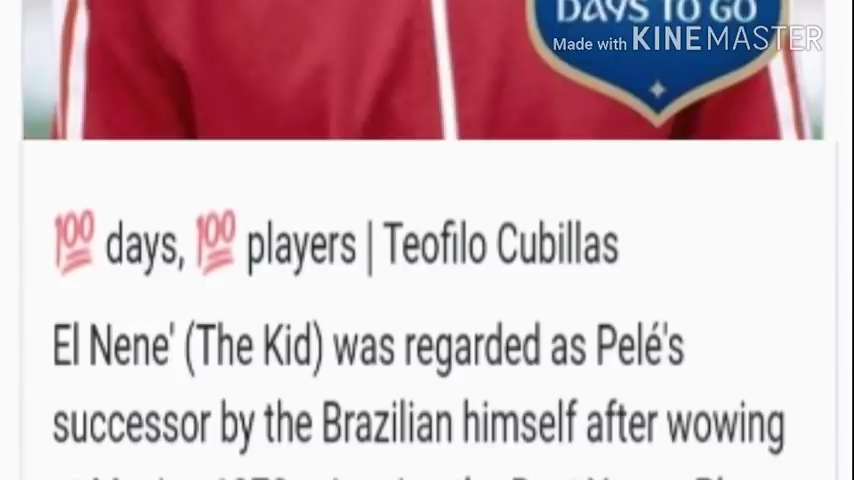 DAYS TO GO
Made with KINEMASTER
💯 days, 💯 players | Teofilo Cubillas
El Nene' (The Kid) was regarded as Pelé's
successor by the Brazilian himself after wowing